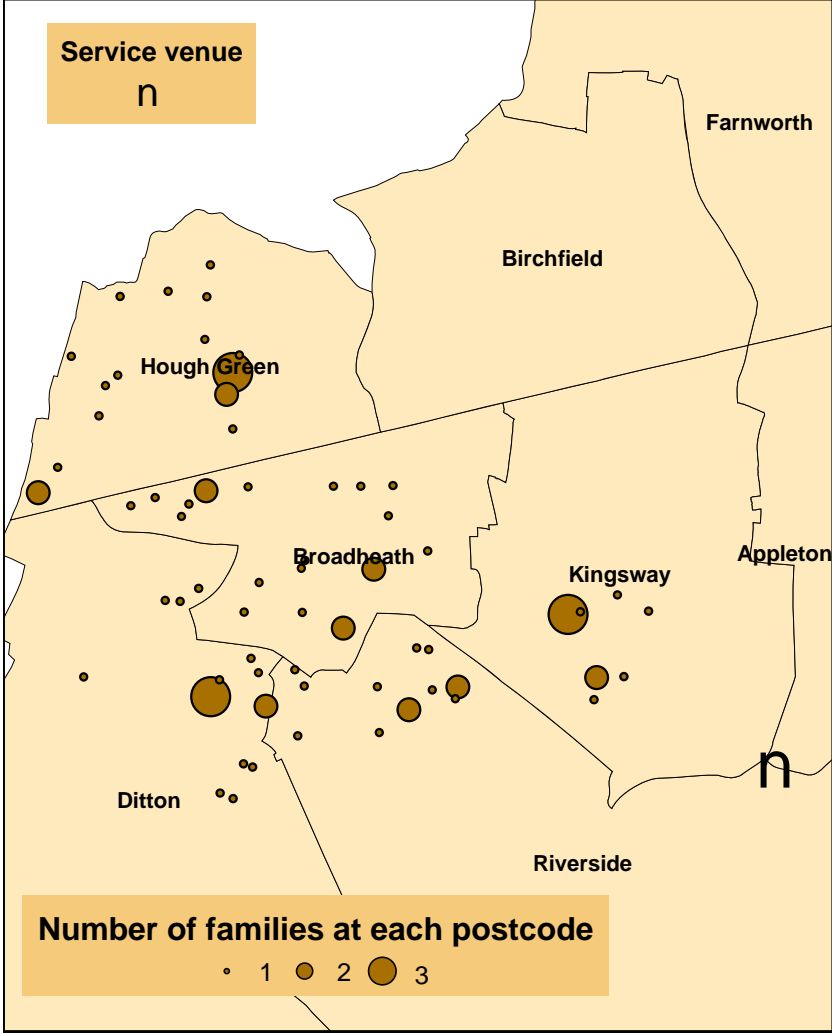 Service venue
n
Farnworth
Birchfield
Hough Green
Broadheath
Kingsway
Appleton
n
Ditton
Riverside
Number of families at each postcode
1 2 3